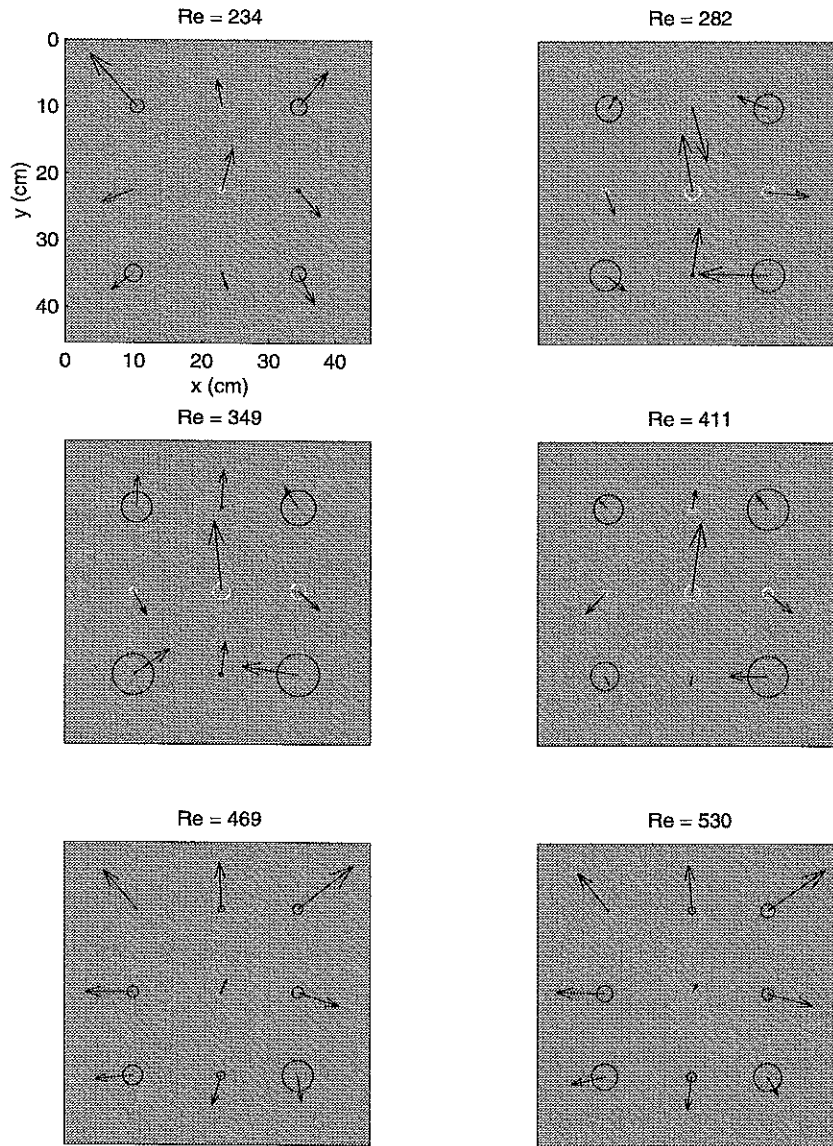 Re = 234
Re = 282
0
10
20
30
40
y (cm)
0 10 20 30 40
x (cm)
Re = 349
Re = 411
Re = 469
Re = 530